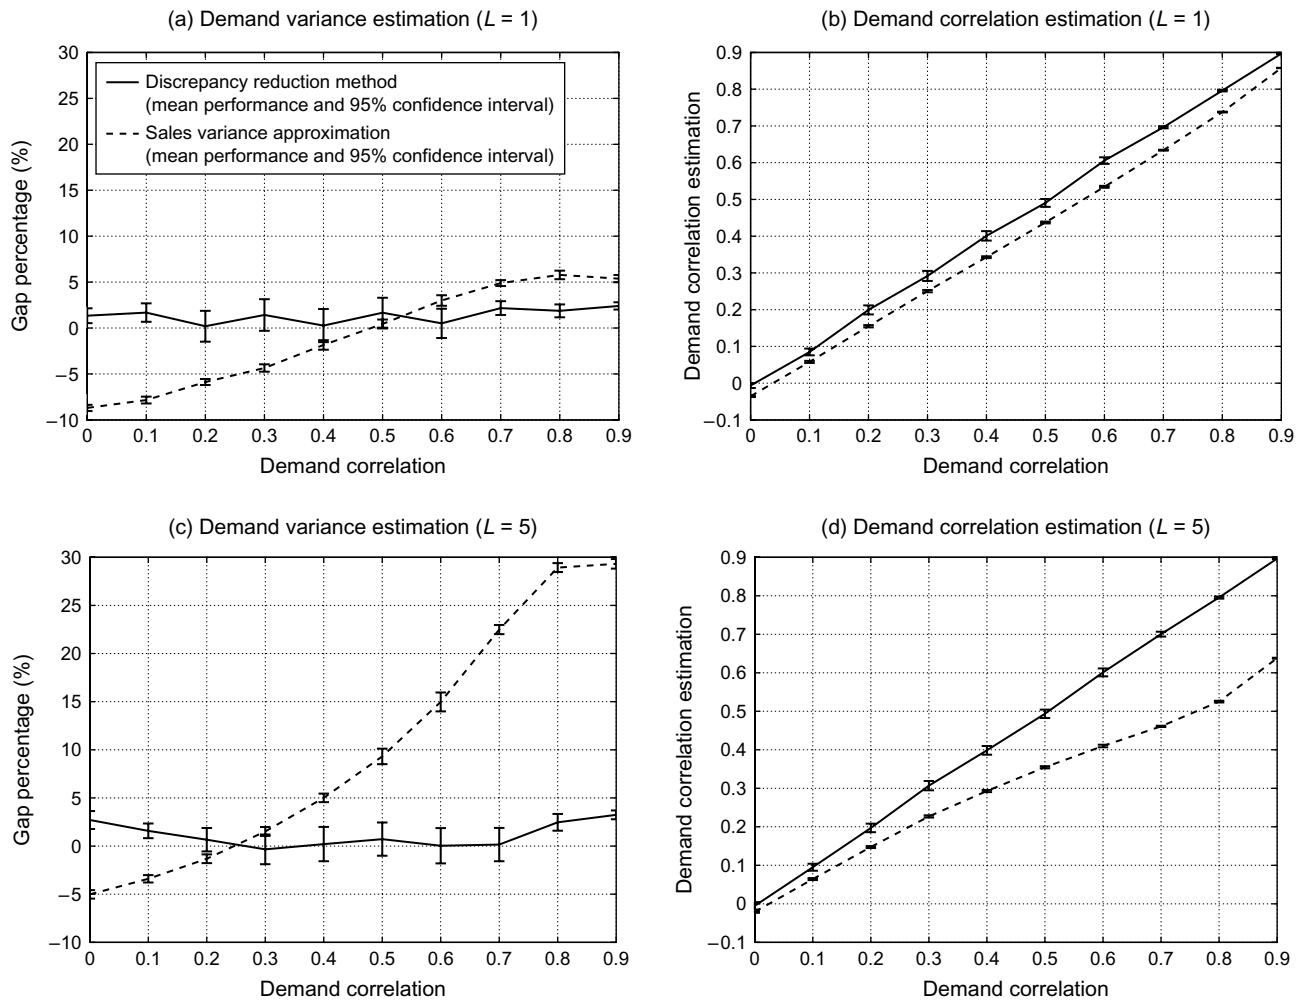 (a) Demand variance estimation (L = 1)
30
25
20
15
10
5
0
−5
−10
Gap percentage (%)
Discrepancy reduction method
(mean performance and 95% confidence interval)
Sales variance approximation
(mean performance and 95% confidence interval)
0 0.1 0.2 0.3 0.4 0.5 0.6 0.7 0.8 0.9
Demand correlation
(b) Demand correlation estimation (L = 1)
0.9
0.8
0.7
0.6
0.5
0.4
0.3
0.2
0.1
0
−0.1
Demand correlation estimation
0 0.1 0.2 0.3 0.4 0.5 0.6 0.7 0.8 0.9
Demand correlation
(c) Demand variance estimation (L = 5)
30
25
20
15
10
5
0
−5
−10
Gap percentage (%)
0 0.1 0.2 0.3 0.4 0.5 0.6 0.7 0.8 0.9
Demand correlation
(d) Demand correlation estimation (L = 5)
0.9
0.8
0.7
0.6
0.5
0.4
0.3
0.2
0.1
0
−0.1
Demand correlation estimation
0 0.1 0.2 0.3 0.4 0.5 0.6 0.7 0.8 0.9
Demand correlation